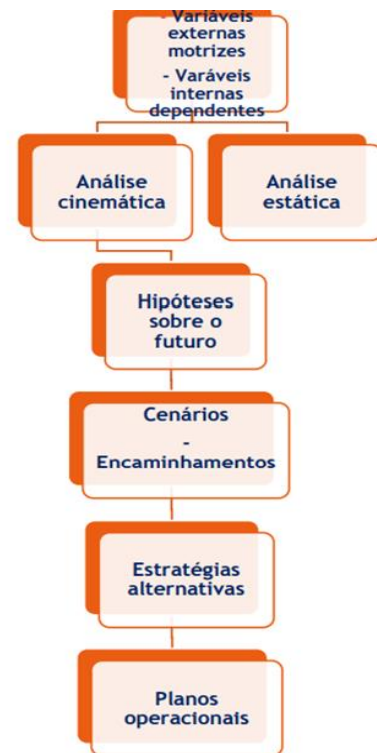 - Variáveis
externas
motrizes
- Varáveis
internas
dependentes
Análise
cinemática
Análise
estática
Hipóteses
sobre o
futuro
Cenários
-
Encaminhamentos
Estratégias
alternativas
Planos
operacionais